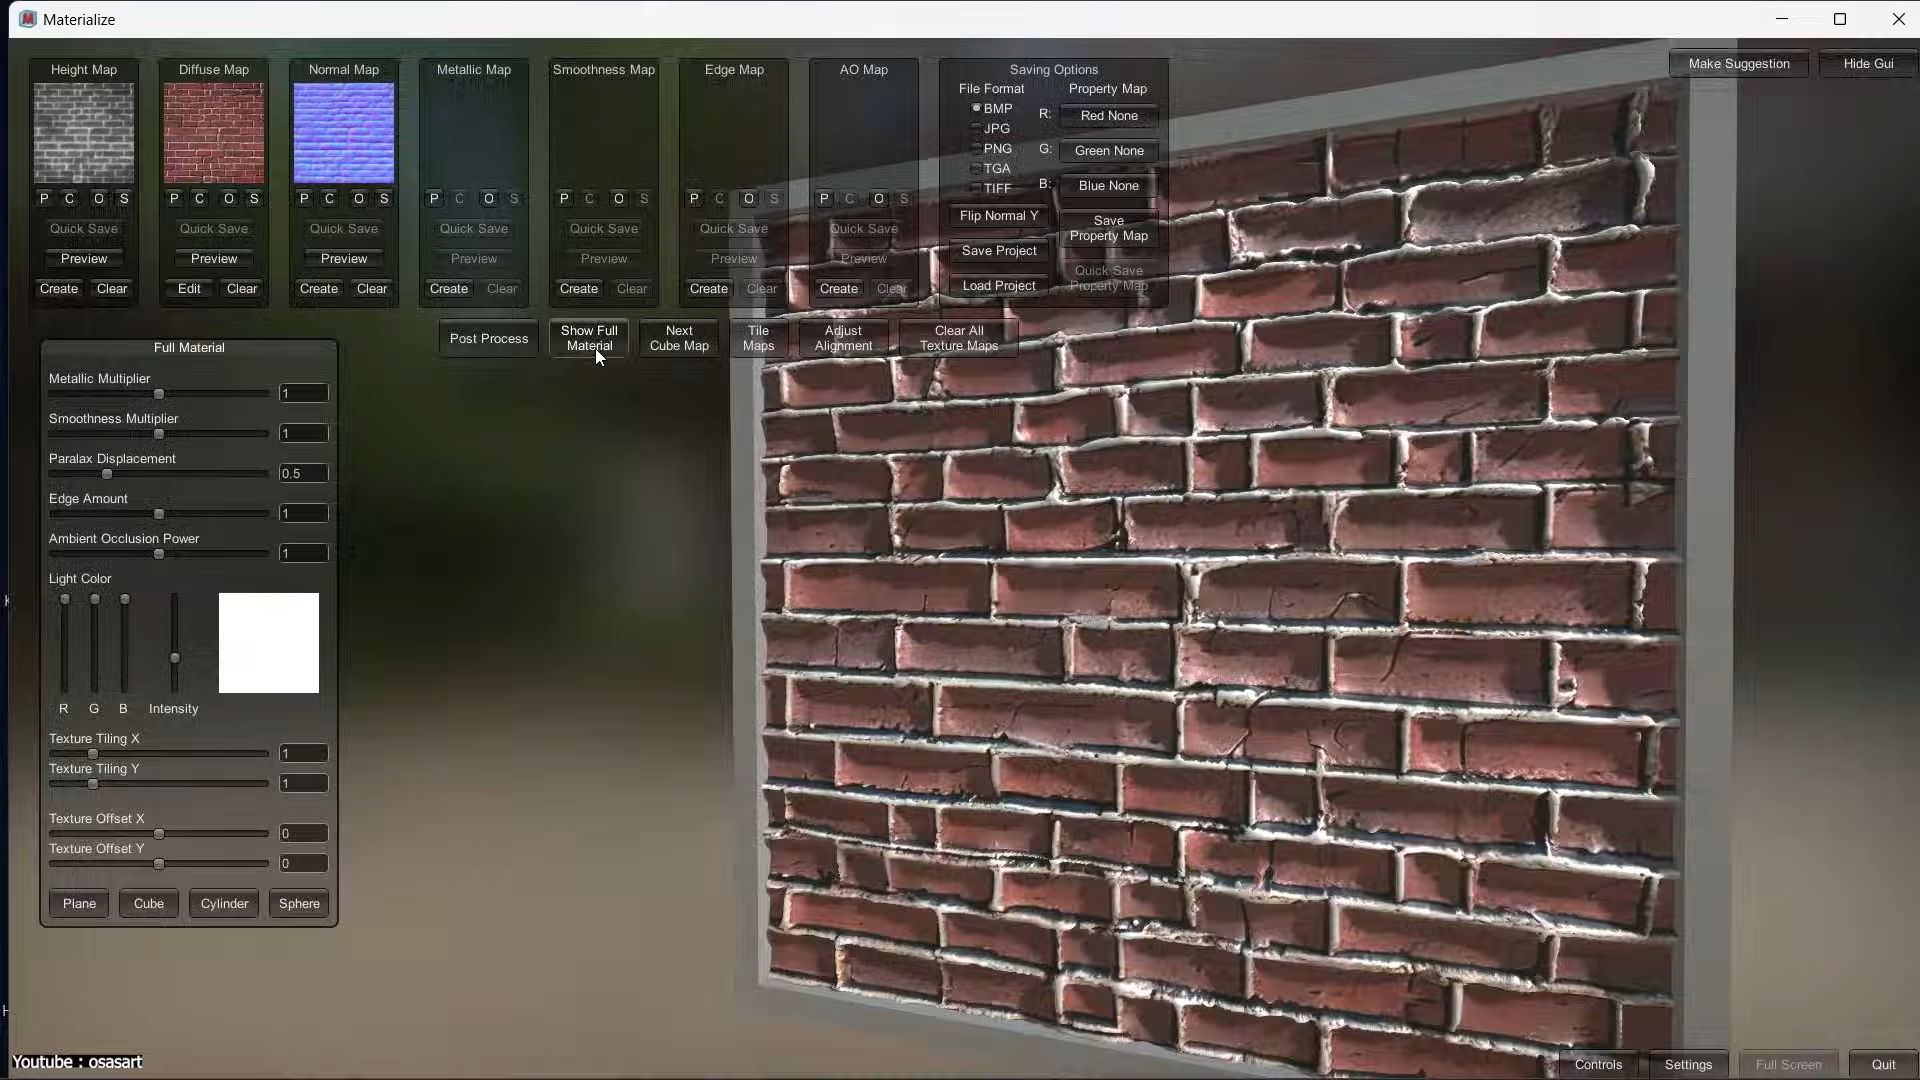 Materialize
Make Suggestion
Hide Gui
Height Map
Diffuse Map
Normal Map
Metallic Map
Smoothness Map
Edge Map
AO Map
Saving Options
File Format
Property Map
BMP
JPG
PNG
TGA
TIFF
R:
Red None
G:
Green None
B:
Blue None
P C O S
P C O S
P C O S
P C O S
P C O S
P C O S
P C O S
Flip Normal Y
Save
Property Map
Quick Save
Quick Save
Quick Save
Quick Save
Quick Save
Quick Save
Quick Save
Save Project
Preview
Preview
Preview
Preview
Preview
Preview
Preview
Quick Save
Property Map
Create Clear
Edit Clear
Create Clear
Create Clear
Create Clear
Create Clear
Create Clear
Load Project
Post Process
Show Full
Material
Next
Cube Map
Tile
Maps
Adjust
Alignment
Clear All
Texture Maps
Full Material
Metallic Multiplier
1
Smoothness Multiplier
1
Paralax Displacement
0.5
Edge Amount
1
Ambient Occlusion Power
1
Light Color
R G B Intensity
Texture Tiling X
1
Texture Tiling Y
1
Texture Offset X
0
Texture Offset Y
0
Plane
Cube
Cylinder
Sphere
Youtube : osasart
Controls
Settings
Full Screen
Quit